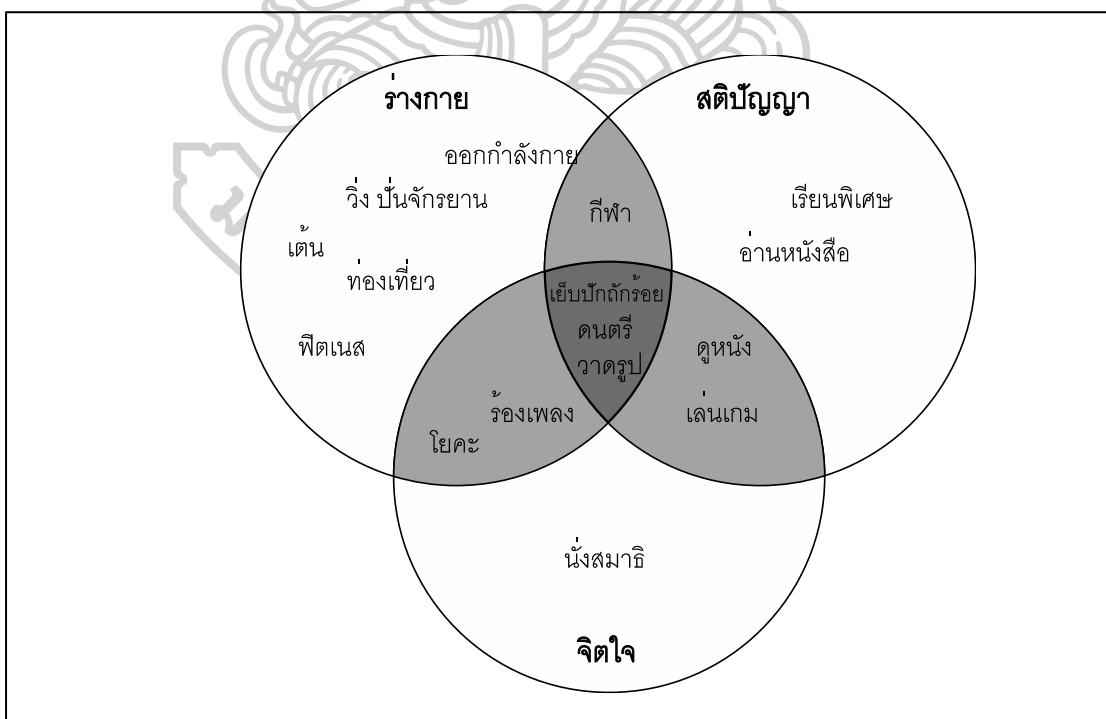 ร่างกาย
สติปัญญา
ออกกำลังกาย
วิ่ง ปั่นจักรยาน
กีฬา
เรียนพิเศษ
เต้น
อ่านหนังสือ
ท่องเที่ยว
เย็บปักถักร้อย
ดนตรี
วาดรูป
ฟิตเนส
ดูหนัง
ร้องเพลง
เล่นเกม
โยคะ
นั่งสมาธิ
จิตใจ